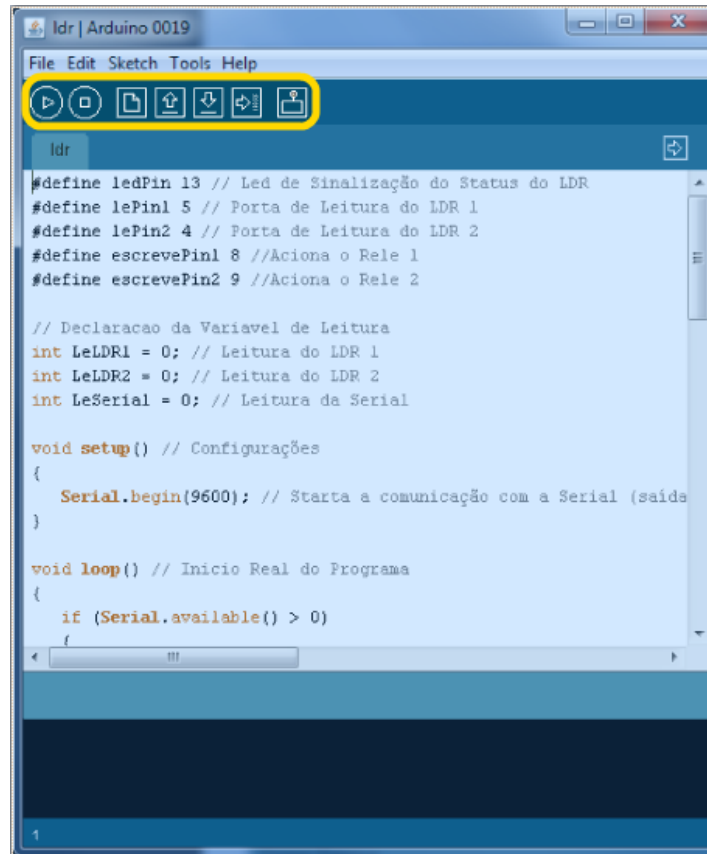 ldr | Arduino 0019
File Edit Sketch Tools Help
ldr
#define ledPin 13 // Led de Sinalização do Status do LDR
#define lePin1 5 // Porta de Leitura do LDR 1
#define lePin2 4 // Porta de Leitura do LDR 2
#define escrevePin1 8 //Aciona o Rele 1
#define escrevePin2 9 //Aciona o Rele 2
// Declaracao da Variavel de Leitura
int LeLDR1 = 0; // Leitura do LDR 1
int LeLDR2 = 0; // Leitura do LDR 2
int LeSerial = 0; // Leitura da Serial
void setup() // Configurações
{
Serial.begin(9600); // Starta a comunicação com a Serial (saída
}
void loop() // Inicio Real do Programa
{
if (Serial.available() > 0)
{
1